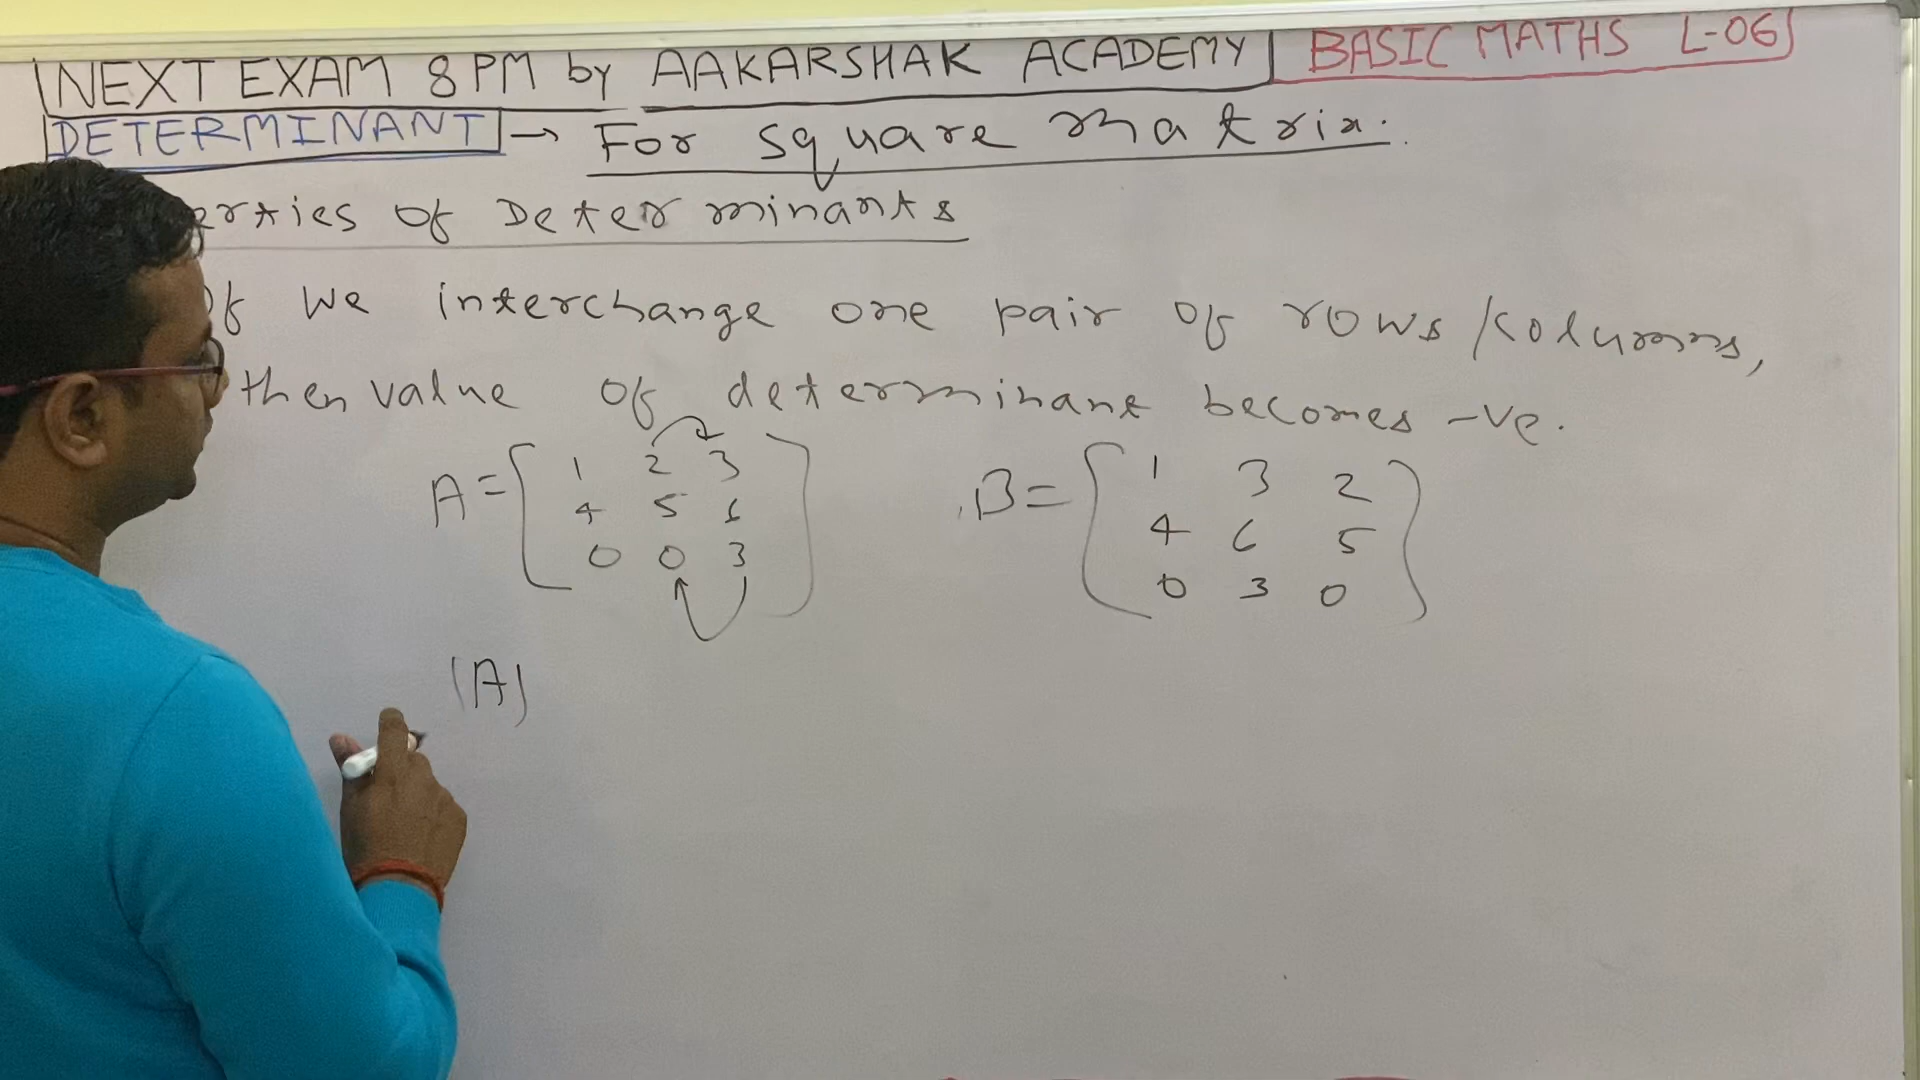 NEXT EXAM 8 PM by AAKARSHAK ACADEMY BASIC MATHS L-06
DETERMINANT → For square matrix.
erties of Determinants
If we interchange one pair of rows/columns,
then value of determinant becomes -ve.
A = [ 1 2 3
4 5 6
0 0 3 ]
B = [ 1 3 2
4 6 5
0 3 0 ]
|A|